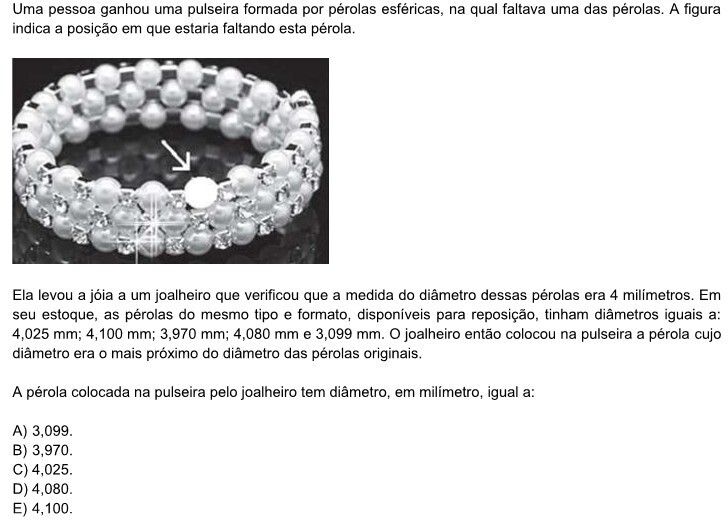 Uma pessoa ganhou uma pulseira formada por pérolas esféricas, na qual faltava uma das pérolas. A figura
indica a posição em que estaria faltando esta pérola.
Ela levou a jóia a um joalheiro que verificou que a medida do diâmetro dessas pérolas era 4 milímetros. Em
seu estoque, as pérolas do mesmo tipo e formato, disponíveis para reposição, tinham diâmetros iguais a:
4,025 mm; 4,100 mm; 3,970 mm; 4,080 mm e 3,099 mm. O joalheiro então colocou na pulseira a pérola cujo
diâmetro era o mais próximo do diâmetro das pérolas originais.
A pérola colocada na pulseira pelo joalheiro tem diâmetro, em milímetro, igual a:
A) 3,099.
B) 3,970.
C) 4,025.
D) 4,080.
E) 4,100.